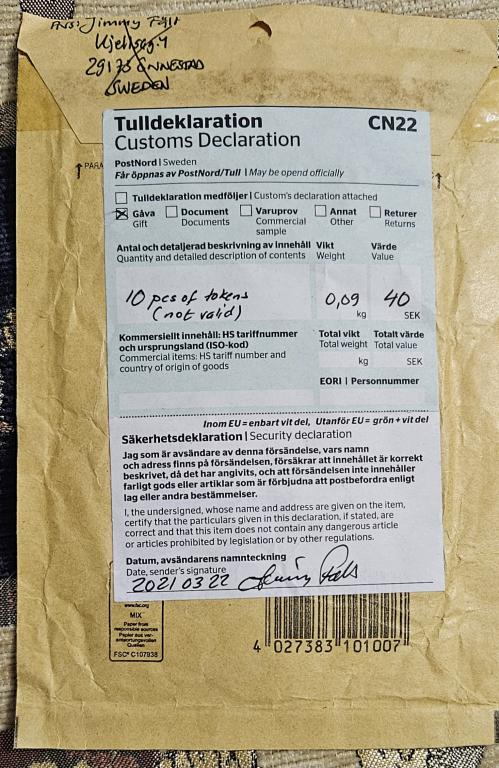 Avs: Jimmy Fält
29175 ÖNNESTAD
SWEDEN
Tulldeklaration CN22
Customs Declaration
PostNord | Sweden
Får öppnas av PostNord/Tull | May be opend officially
↑ PARA ↑
Tulldeklaration medföljer | Custom's declaration attached
Gåva Document Varuprov Annat Returer
Gift Documents Commercial Other Returns
sample
Antal och detaljerad beskrivning av innehåll Vikt Värde
Quantity and detailed description of contents Weight Value
10 pcs of tokens 0,09 40
(not valid) kg SEK
Kommersiellt innehåll: HS tariffnummer Total vikt Totalt värde
och ursprungsland (ISO-kod) Total weight Total value
Commercial items: HS tariff number and kg SEK
country of origin of goods
EORI | Personnummer
Inom EU = enbart vit del, Utanför EU = grön + vit del
Säkerhetsdeklaration | Security declaration
Jag som är avsändare av denna försändelse, vars namn
och adress finns på försändelsen, försäkrar att innehållet är korrekt
beskrivet, då det har angivits, och att försändelsen inte innehåller
farligt gods eller artiklar som är förbjudna att postbefordra enligt
lag eller andra bestämmelser.
I, the undersigned, whose name and address are given on the item,
certify that the particulars given in this declaration, if stated, are
correct and that this item does not contain any dangerous article
or articles prohibited by legislation or by other regulations.
Datum, avsändarens namnteckning
Date, sender's signature
2021 03 22
www.fsc.org
MIX
Paper from
responsible sources
Papier aus ver-
antwortungsvollen
Quellen
FSC® C107938
4 027383 101007